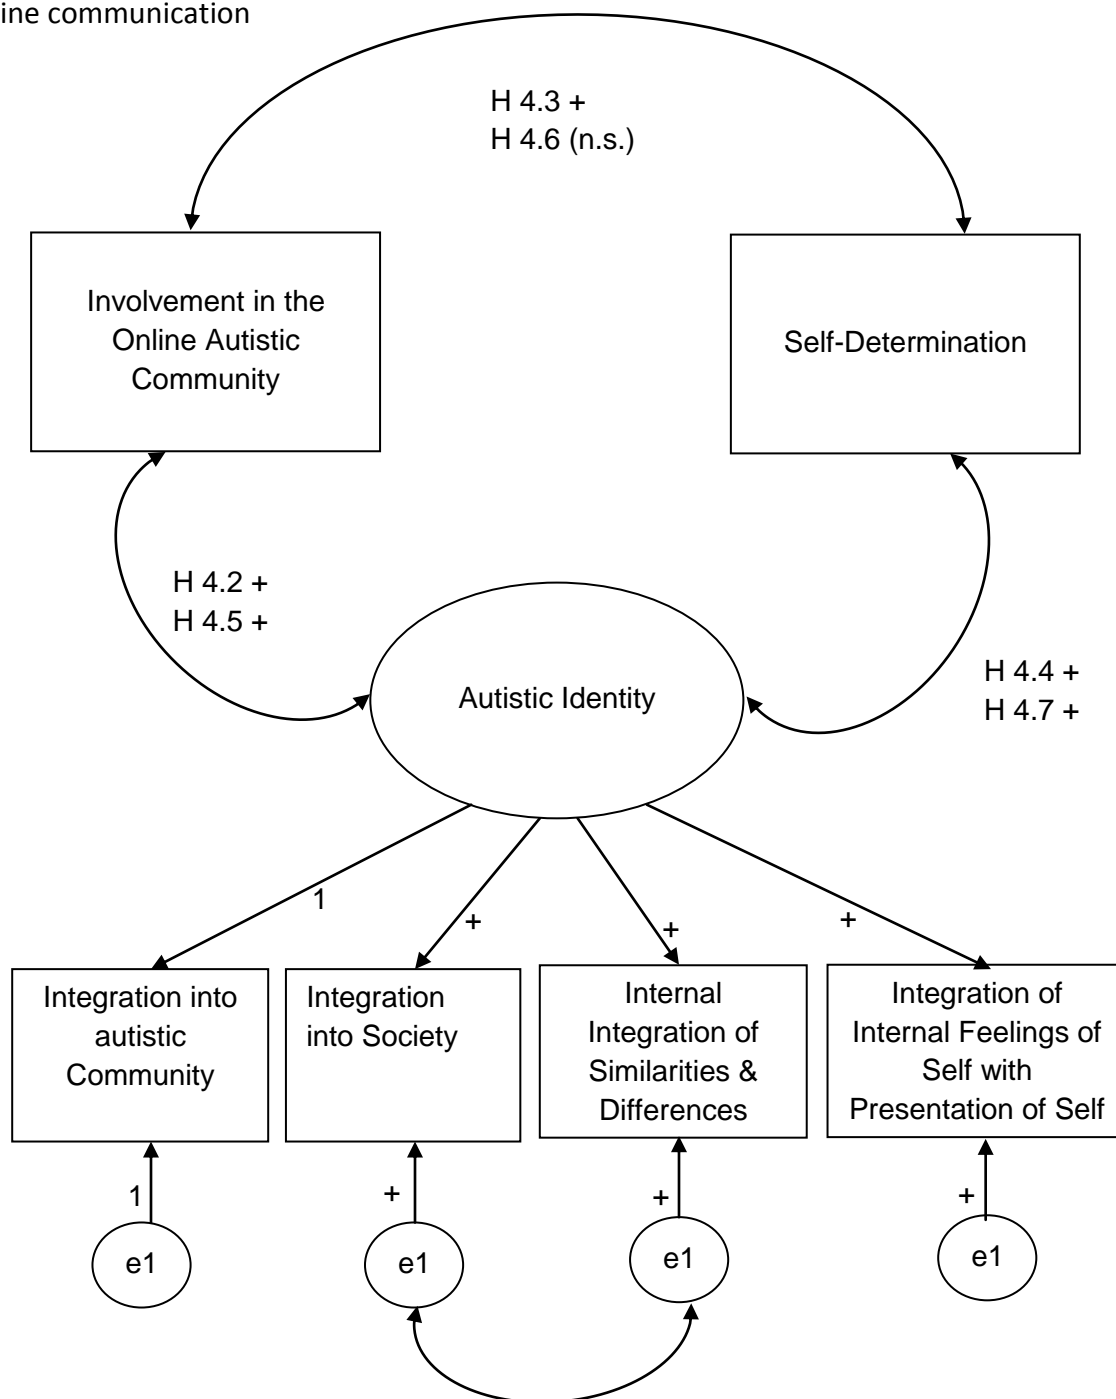 ine communication
H 4.3 +
H 4.6 (n.s.)
Involvement in the
Online Autistic
Community
Self-Determination
H 4.2 +
H 4.5 +
Autistic Identity
H 4.4 +
H 4.7 +
1
+
+
+
Integration into
autistic
Community
Integration
into Society
Internal
Integration of
Similarities &
Differences
Integration of
Internal Feelings of
Self with
Presentation of Self
1
+
+
+
e1
e1
e1
e1